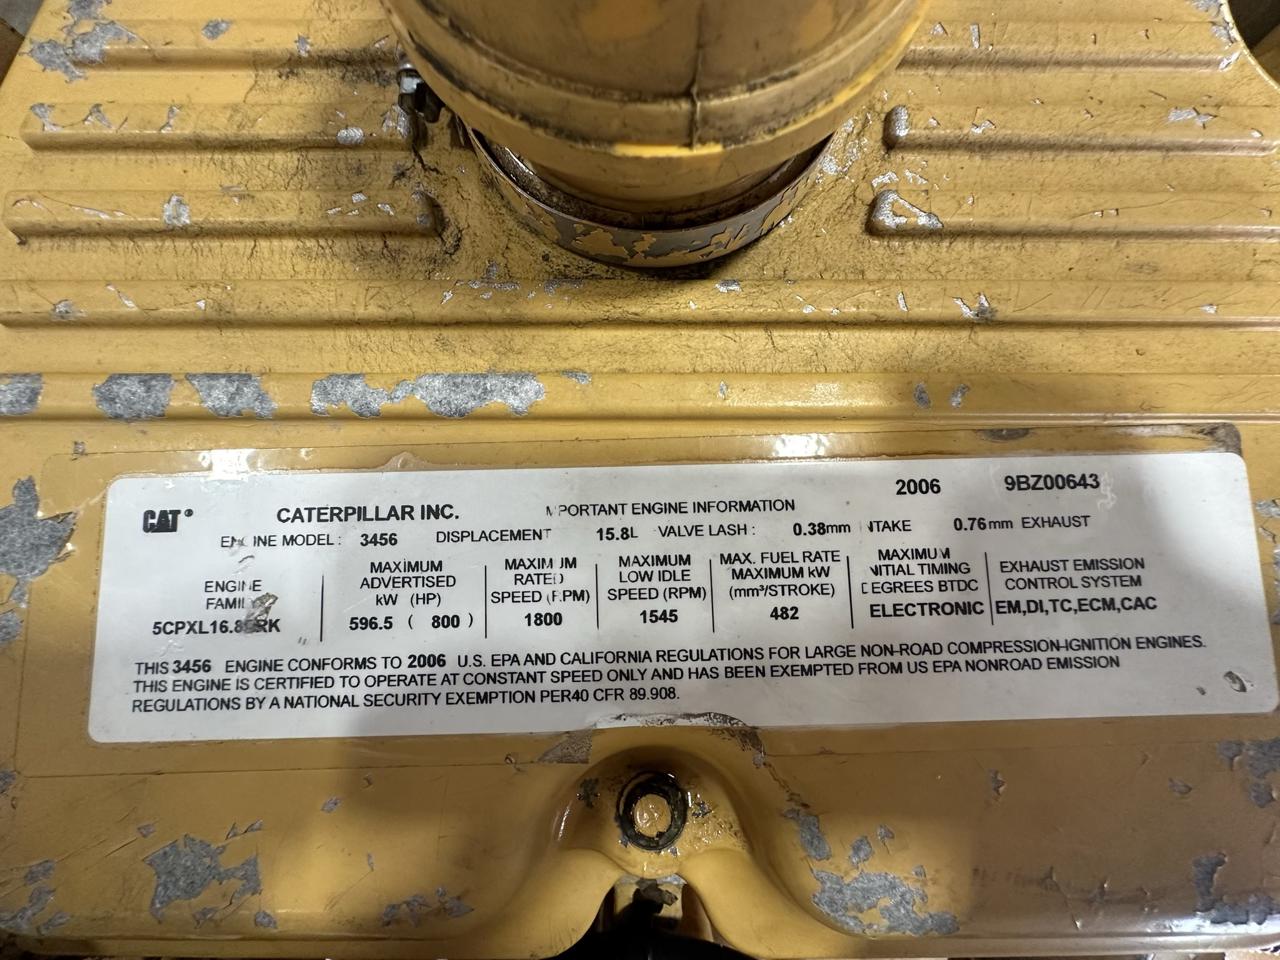 2006 9BZ00643
CAT® CATERPILLAR INC. PORTANT ENGINE INFORMATION
ENGINE MODEL: 3456 DISPLACEMENT 15.8L VALVE LASH: 0.38mm NTAKE 0.76mm EXHAUST
ENGINE FAMILY 5CPXL16.8ERK
MAXIMUM ADVERTISED kW (HP) 596.5 ( 800 )
MAXIMUM RATED SPEED (RPM) 1800
MAXIMUM LOW IDLE SPEED (RPM) 1545
MAX. FUEL RATE MAXIMUM kW (mm³/STROKE) 482
MAXIMUM INITIAL TIMING DEGREES BTDC ELECTRONIC
EXHAUST EMISSION CONTROL SYSTEM EM,DI,TC,ECM,CAC
THIS 3456 ENGINE CONFORMS TO 2006 U.S. EPA AND CALIFORNIA REGULATIONS FOR LARGE NON-ROAD COMPRESSION-IGNITION ENGINES.
THIS ENGINE IS CERTIFIED TO OPERATE AT CONSTANT SPEED ONLY AND HAS BEEN EXEMPTED FROM US EPA NONROAD EMISSION
REGULATIONS BY A NATIONAL SECURITY EXEMPTION PER40 CFR 89.908.